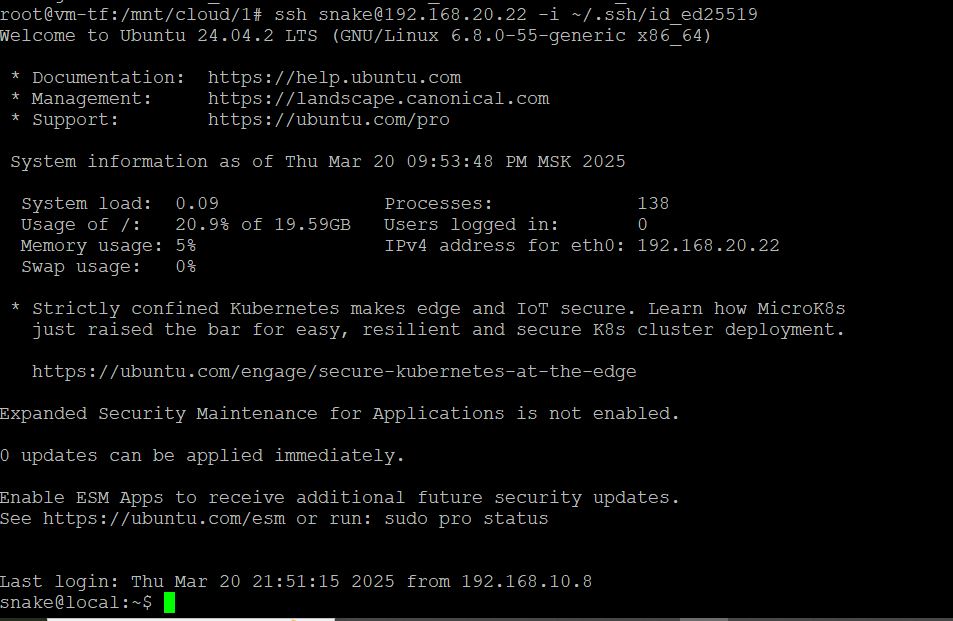 root@vm-tf:/mnt/cloud/1# ssh snake@192.168.20.22 -i ~/.ssh/id_ed25519
Welcome to Ubuntu 24.04.2 LTS (GNU/Linux 6.8.0-55-generic x86_64)
* Documentation: https://help.ubuntu.com
* Management: https://landscape.canonical.com
* Support: https://ubuntu.com/pro
System information as of Thu Mar 20 09:53:48 PM MSK 2025
System load: 0.09 Processes: 138
Usage of /: 20.9% of 19.59GB Users logged in: 0
Memory usage: 5% IPv4 address for eth0: 192.168.20.22
Swap usage: 0%
* Strictly confined Kubernetes makes edge and IoT secure. Learn how MicroK8s
just raised the bar for easy, resilient and secure K8s cluster deployment.
https://ubuntu.com/engage/secure-kubernetes-at-the-edge
Expanded Security Maintenance for Applications is not enabled.
0 updates can be applied immediately.
Enable ESM Apps to receive additional future security updates.
See https://ubuntu.com/esm or run: sudo pro status
Last login: Thu Mar 20 21:51:15 2025 from 192.168.10.8
snake@local:~$